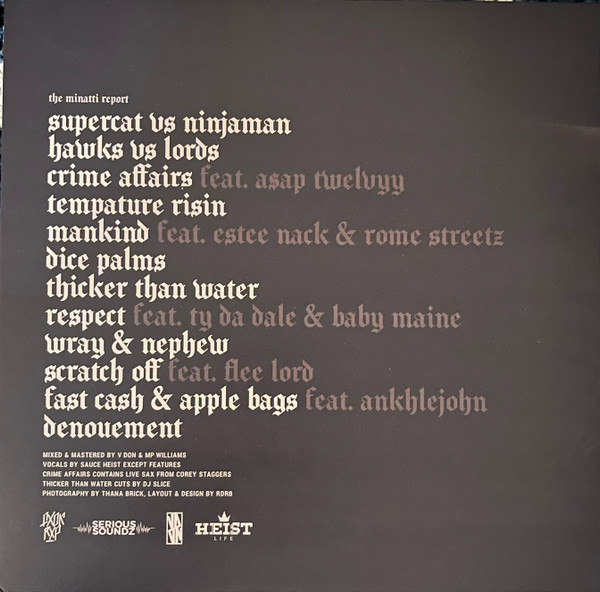 the minatti report
supercat vs ninjaman
hawks vs lords
crime affairs feat. a$ap twelvyy
tempature risin
mankind feat. estee nack & rome streetz
dice palms
thicker than water
respect feat. ty da dale & baby maine
wray & nephew
scratch off feat. flee lord
fast cash & apple bags feat. ankhlejohn
denouement
MIXED & MASTERED BY V DON & MP WILLIAMS
VOCALS BY SAUCE HEIST EXCEPT FEATURES
CRIME AFFAIRS CONTAINS LIVE SAX FROM COREY STAGGERS
THICKER THAN WATER CUTS BY DJ SLICE
PHOTOGRAPHY BY THANA BRICK, LAYOUT & DESIGN BY RDRB
SERIOUS
SOUNDZ
HEIST
LIFE